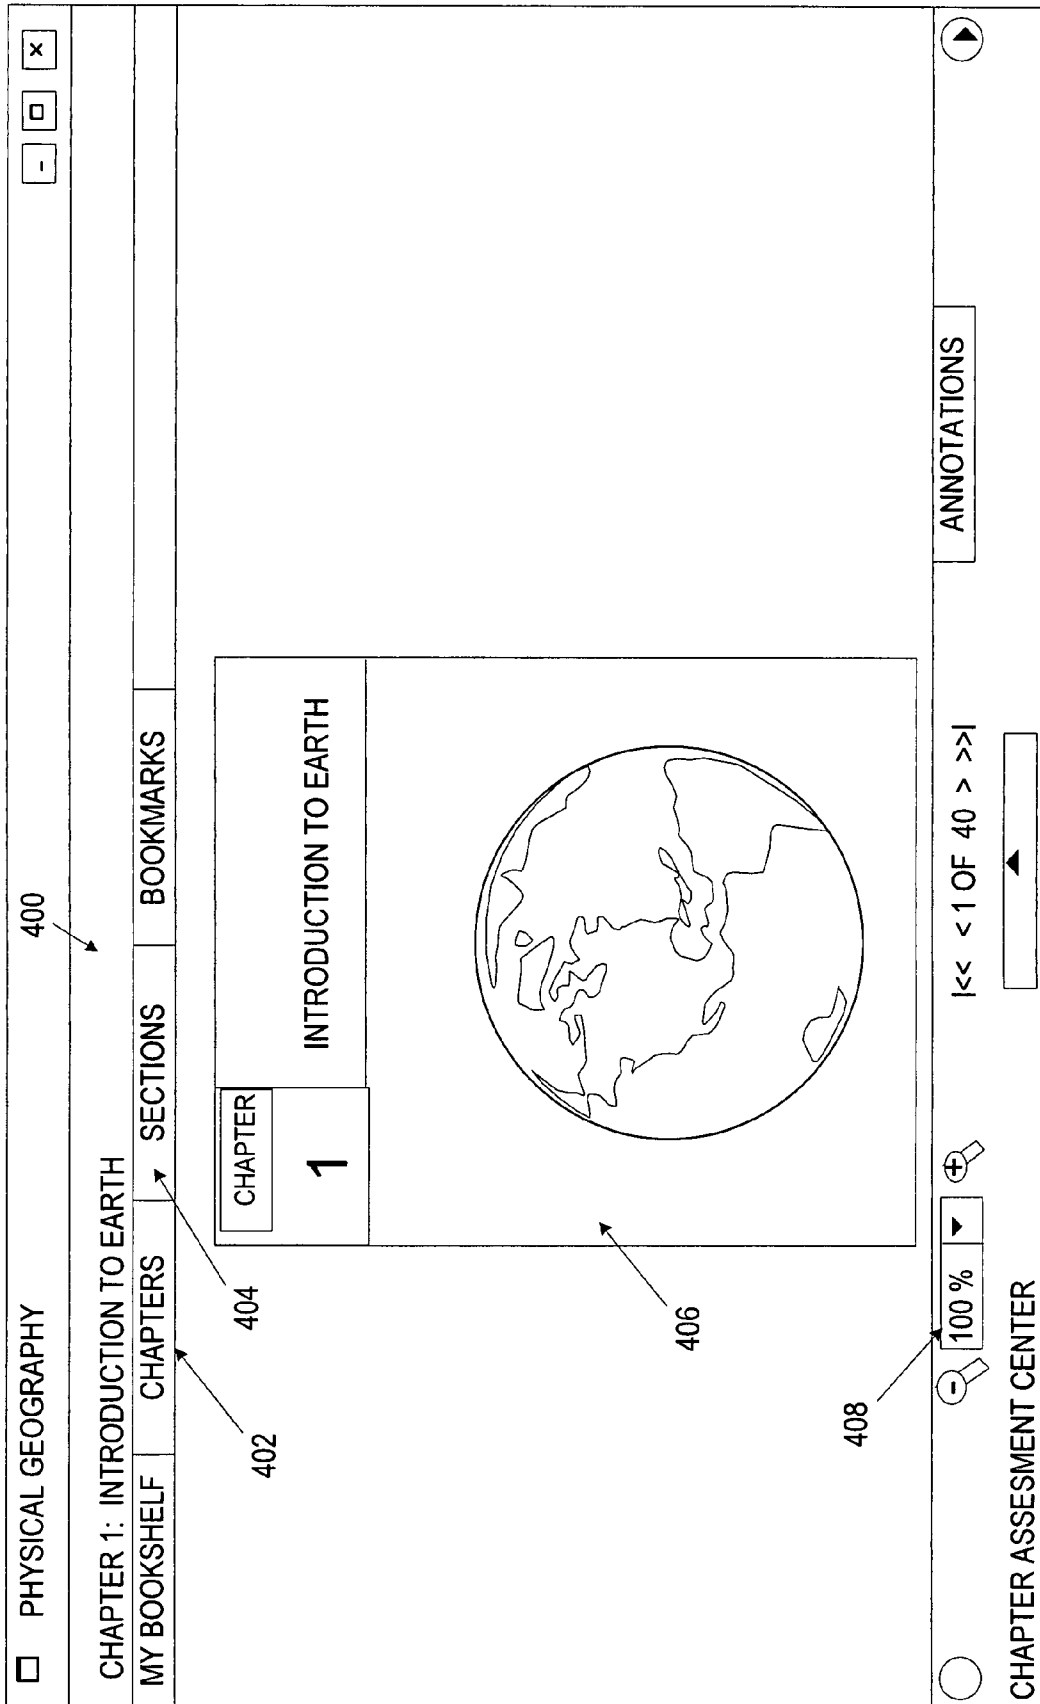 PHYSICAL GEOGRAPHY
- x
400
CHAPTER 1: INTRODUCTION TO EARTH
MY BOOKSHELF CHAPTERS SECTIONS BOOKMARKS
402
404
CHAPTER
1
INTRODUCTION TO EARTH
406
408
- 100 % + |<< < 1 OF 40 > >>| ANNOTATIONS
CHAPTER ASSESMENT CENTER